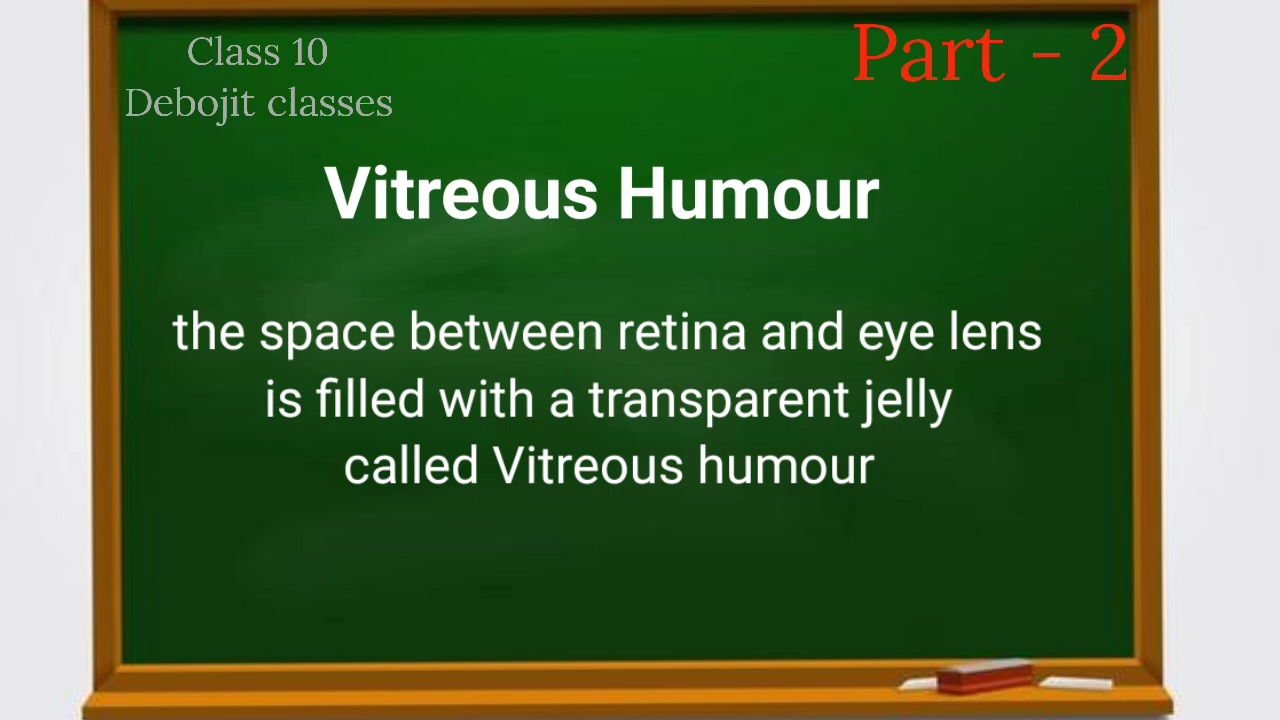 Class 10
Debojit classes
Part - 2
Vitreous Humour
the space between retina and eye lens
is filled with a transparent jelly
called Vitreous humour